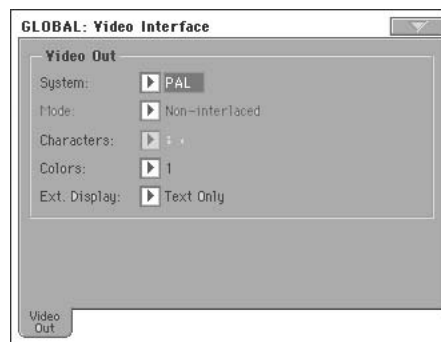 GLOBAL: Video Interface
Video Out
System: PAL
Mode: Non-interlaced
Characters:
Colors: 1
Ext. Display: Text Only
Video Out